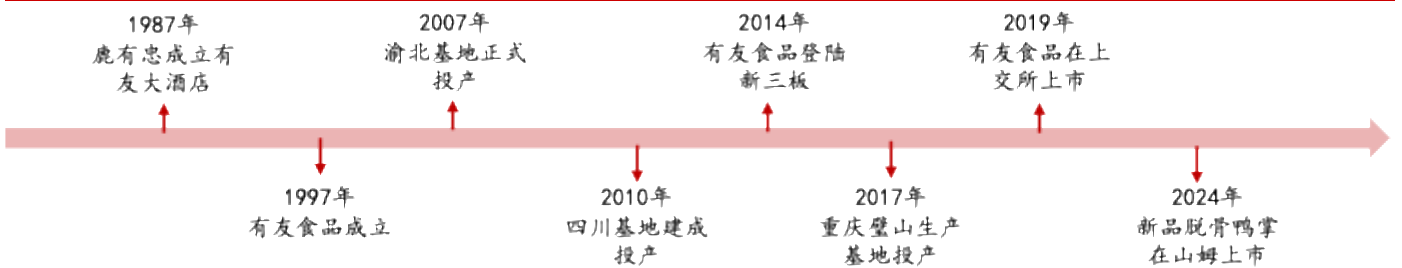 1987年
鹿有忠成立有
友大酒店
2007年
渝北基地正式
投产
2014年
有友食品登陆
新三板
2019年
有友食品在上
交所上市
1997年
有友食品成立
2010年
四川基地建成
投产
2017年
重庆璧山生产
基地投产
2024年
新品脱骨鸭掌
在山姆上市